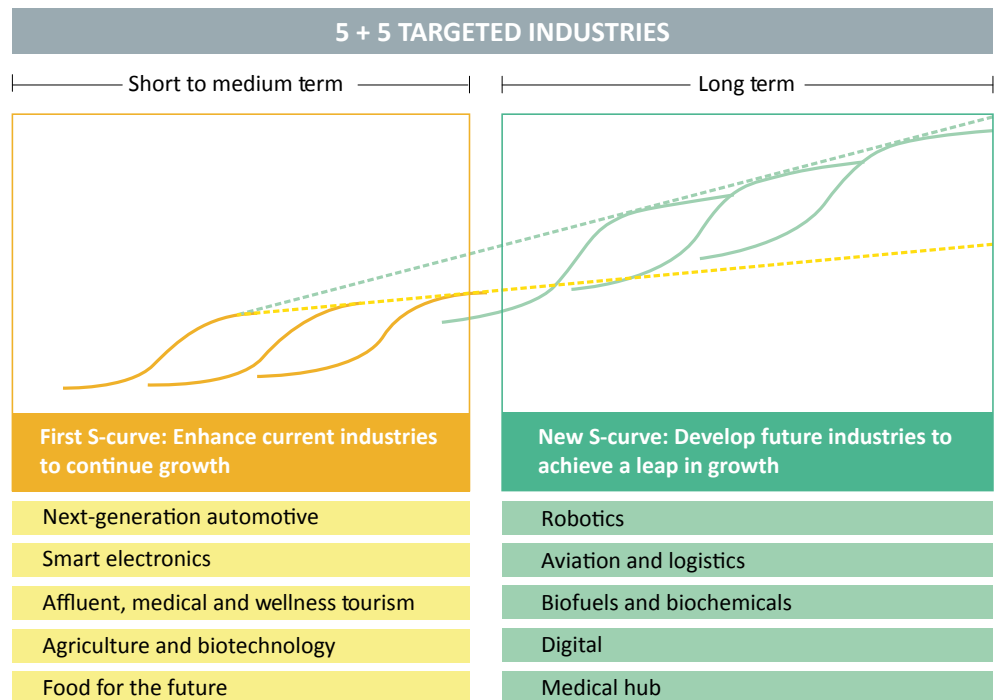 5 + 5 TARGETED INDUSTRIES
Short to medium term
Long term
First S-curve: Enhance current industries
to continue growth
New S-curve: Develop future industries to
achieve a leap in growth
Next-generation automotive
Smart electronics
Affluent, medical and wellness tourism
Agriculture and biotechnology
Food for the future
Robotics
Aviation and logistics
Biofuels and biochemicals
Digital
Medical hub